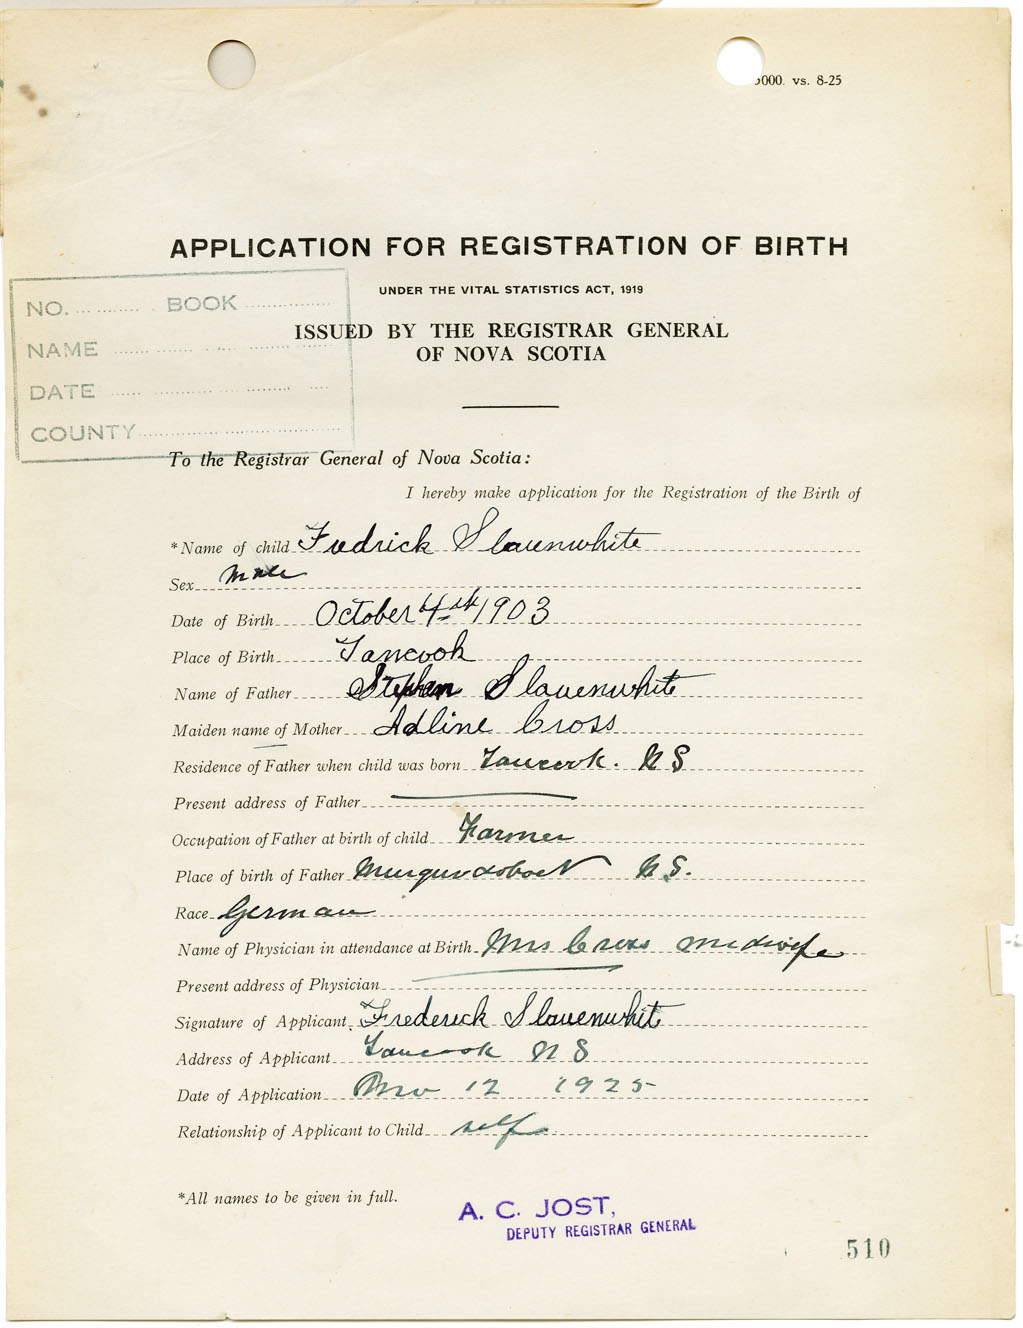 000. vs. 8-25
APPLICATION FOR REGISTRATION OF BIRTH
UNDER THE VITAL STATISTICS ACT, 1919
ISSUED BY THE REGISTRAR GENERAL
OF NOVA SCOTIA
NO. BOOK
NAME
DATE
COUNTY
To the Registrar General of Nova Scotia:
I hereby make application for the Registration of the Birth of
*Name of child Fredrick Slauenwhite
Sex Male
Date of Birth October 4th 1903
Place of Birth Tancook
Name of Father Stephen Slauenwhite
Maiden name of Mother Adline Cross
Residence of Father when child was born Tancook. N S
Present address of Father
Occupation of Father at birth of child Farmer
Place of birth of Father N.S.
Race German
Name of Physician in attendance at Birth Mrs Cross midwife
Present address of Physician
Signature of Applicant Frederick Slauenwhite
Address of Applicant Tancook N S
Date of Application Nov 12 1925
Relationship of Applicant to Child self
*All names to be given in full.
A. C. JOST,
DEPUTY REGISTRAR GENERAL
510